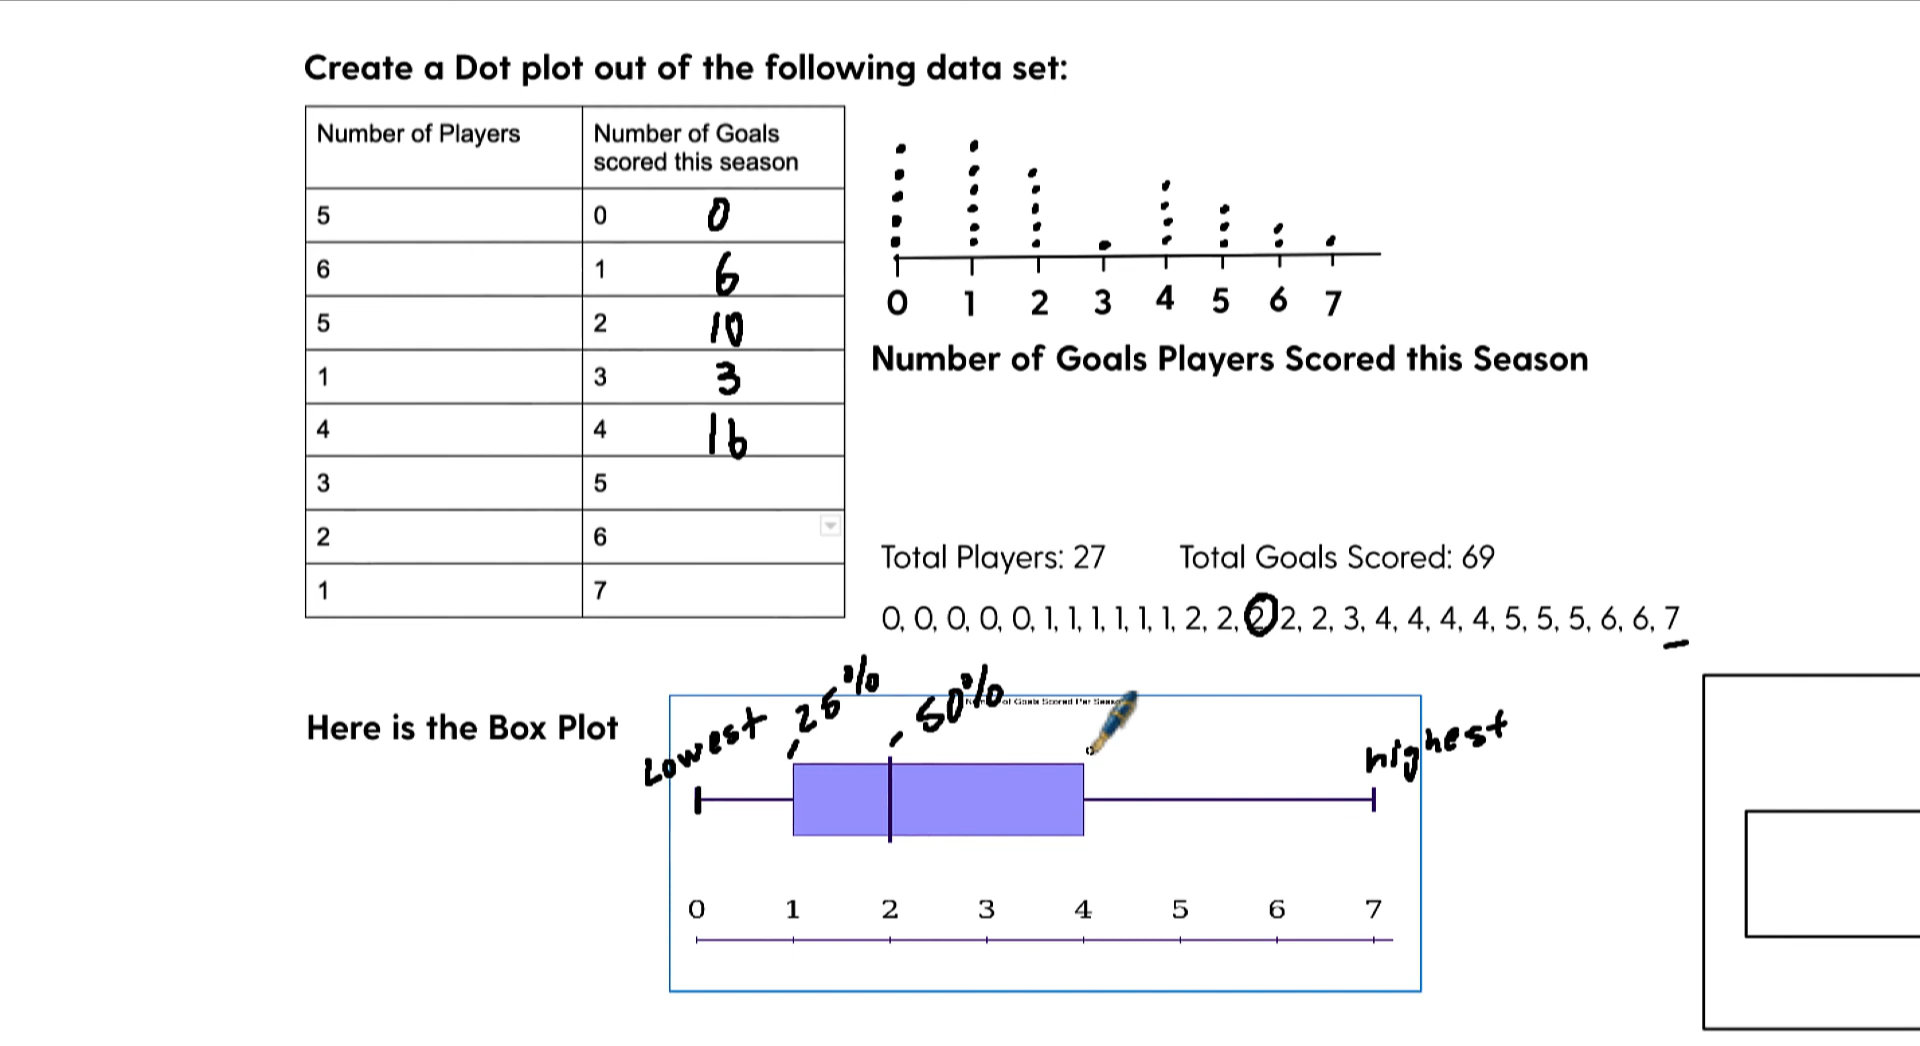 Create a Dot plot out of the following data set:
Number of Players Number of Goals scored this season
5 0 0
6 1 6
5 2 10
1 3 3
4 4 16
3 5
2 6
1 7
0 1 2 3 4 5 6 7
Number of Goals Players Scored this Season
Total Players: 27 Total Goals Scored: 69
0, 0, 0, 0, 0, 1, 1, 1, 1, 1, 1, 2, 2, 2, 2, 2, 3, 4, 4, 4, 4, 5, 5, 5, 6, 6, 7
Here is the Box Plot
Lowest 25% 50% highest
of Goals Scored Per
0 1 2 3 4 5 6 7